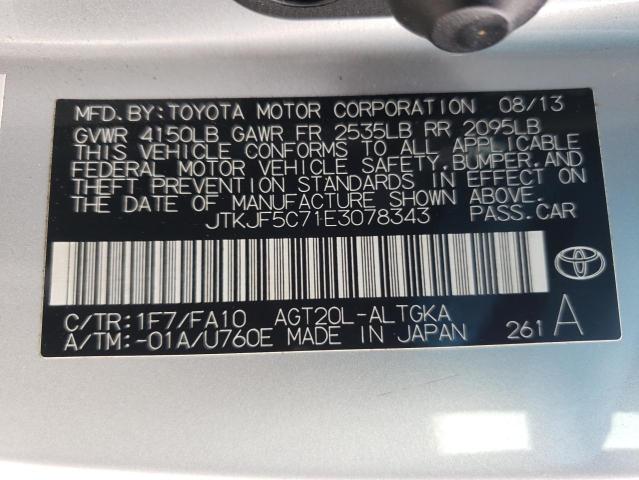 MFD. BY: TOYOTA MOTOR CORPORATION 08/13
GVWR 4150LB GAWR FR 2535LB RR 2095LB
THIS VEHICLE CONFORMS TO ALL APPLICABLE
FEDERAL MOTOR VEHICLE SAFETY, BUMPER, AND
THEFT PREVENTION STANDARDS IN EFFECT ON
THE DATE OF MANUFACTURE SHOWN ABOVE.
JTKJF5C71E3078343 PASS. CAR
C/TR: 1F7/FA10 AGT20L-ALTGKA
A/TM: -01A/U760E MADE IN JAPAN 261 A